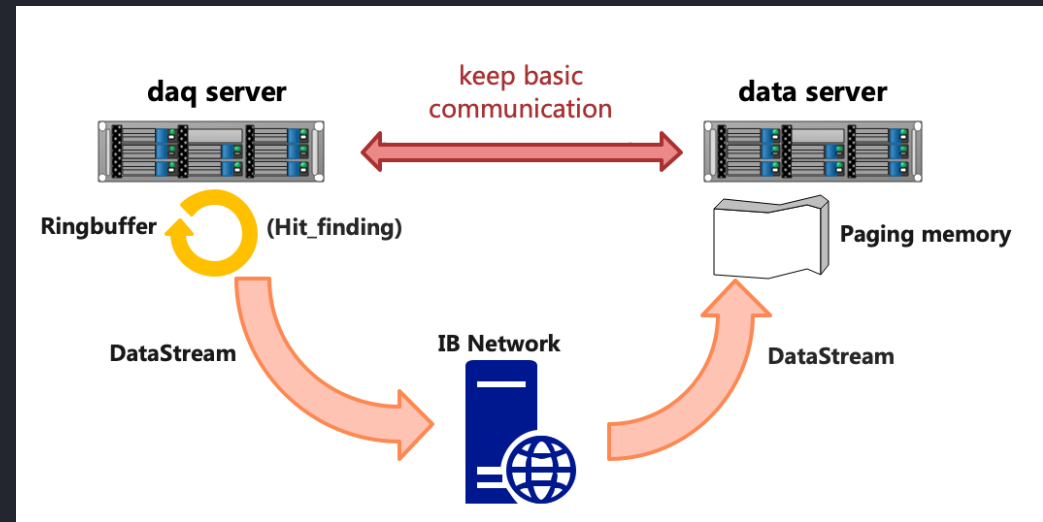 keep basic
communication
daq server
data server
Ringbuffer
(Hit_finding)
Paging memory
DataStream
IB Network
DataStream